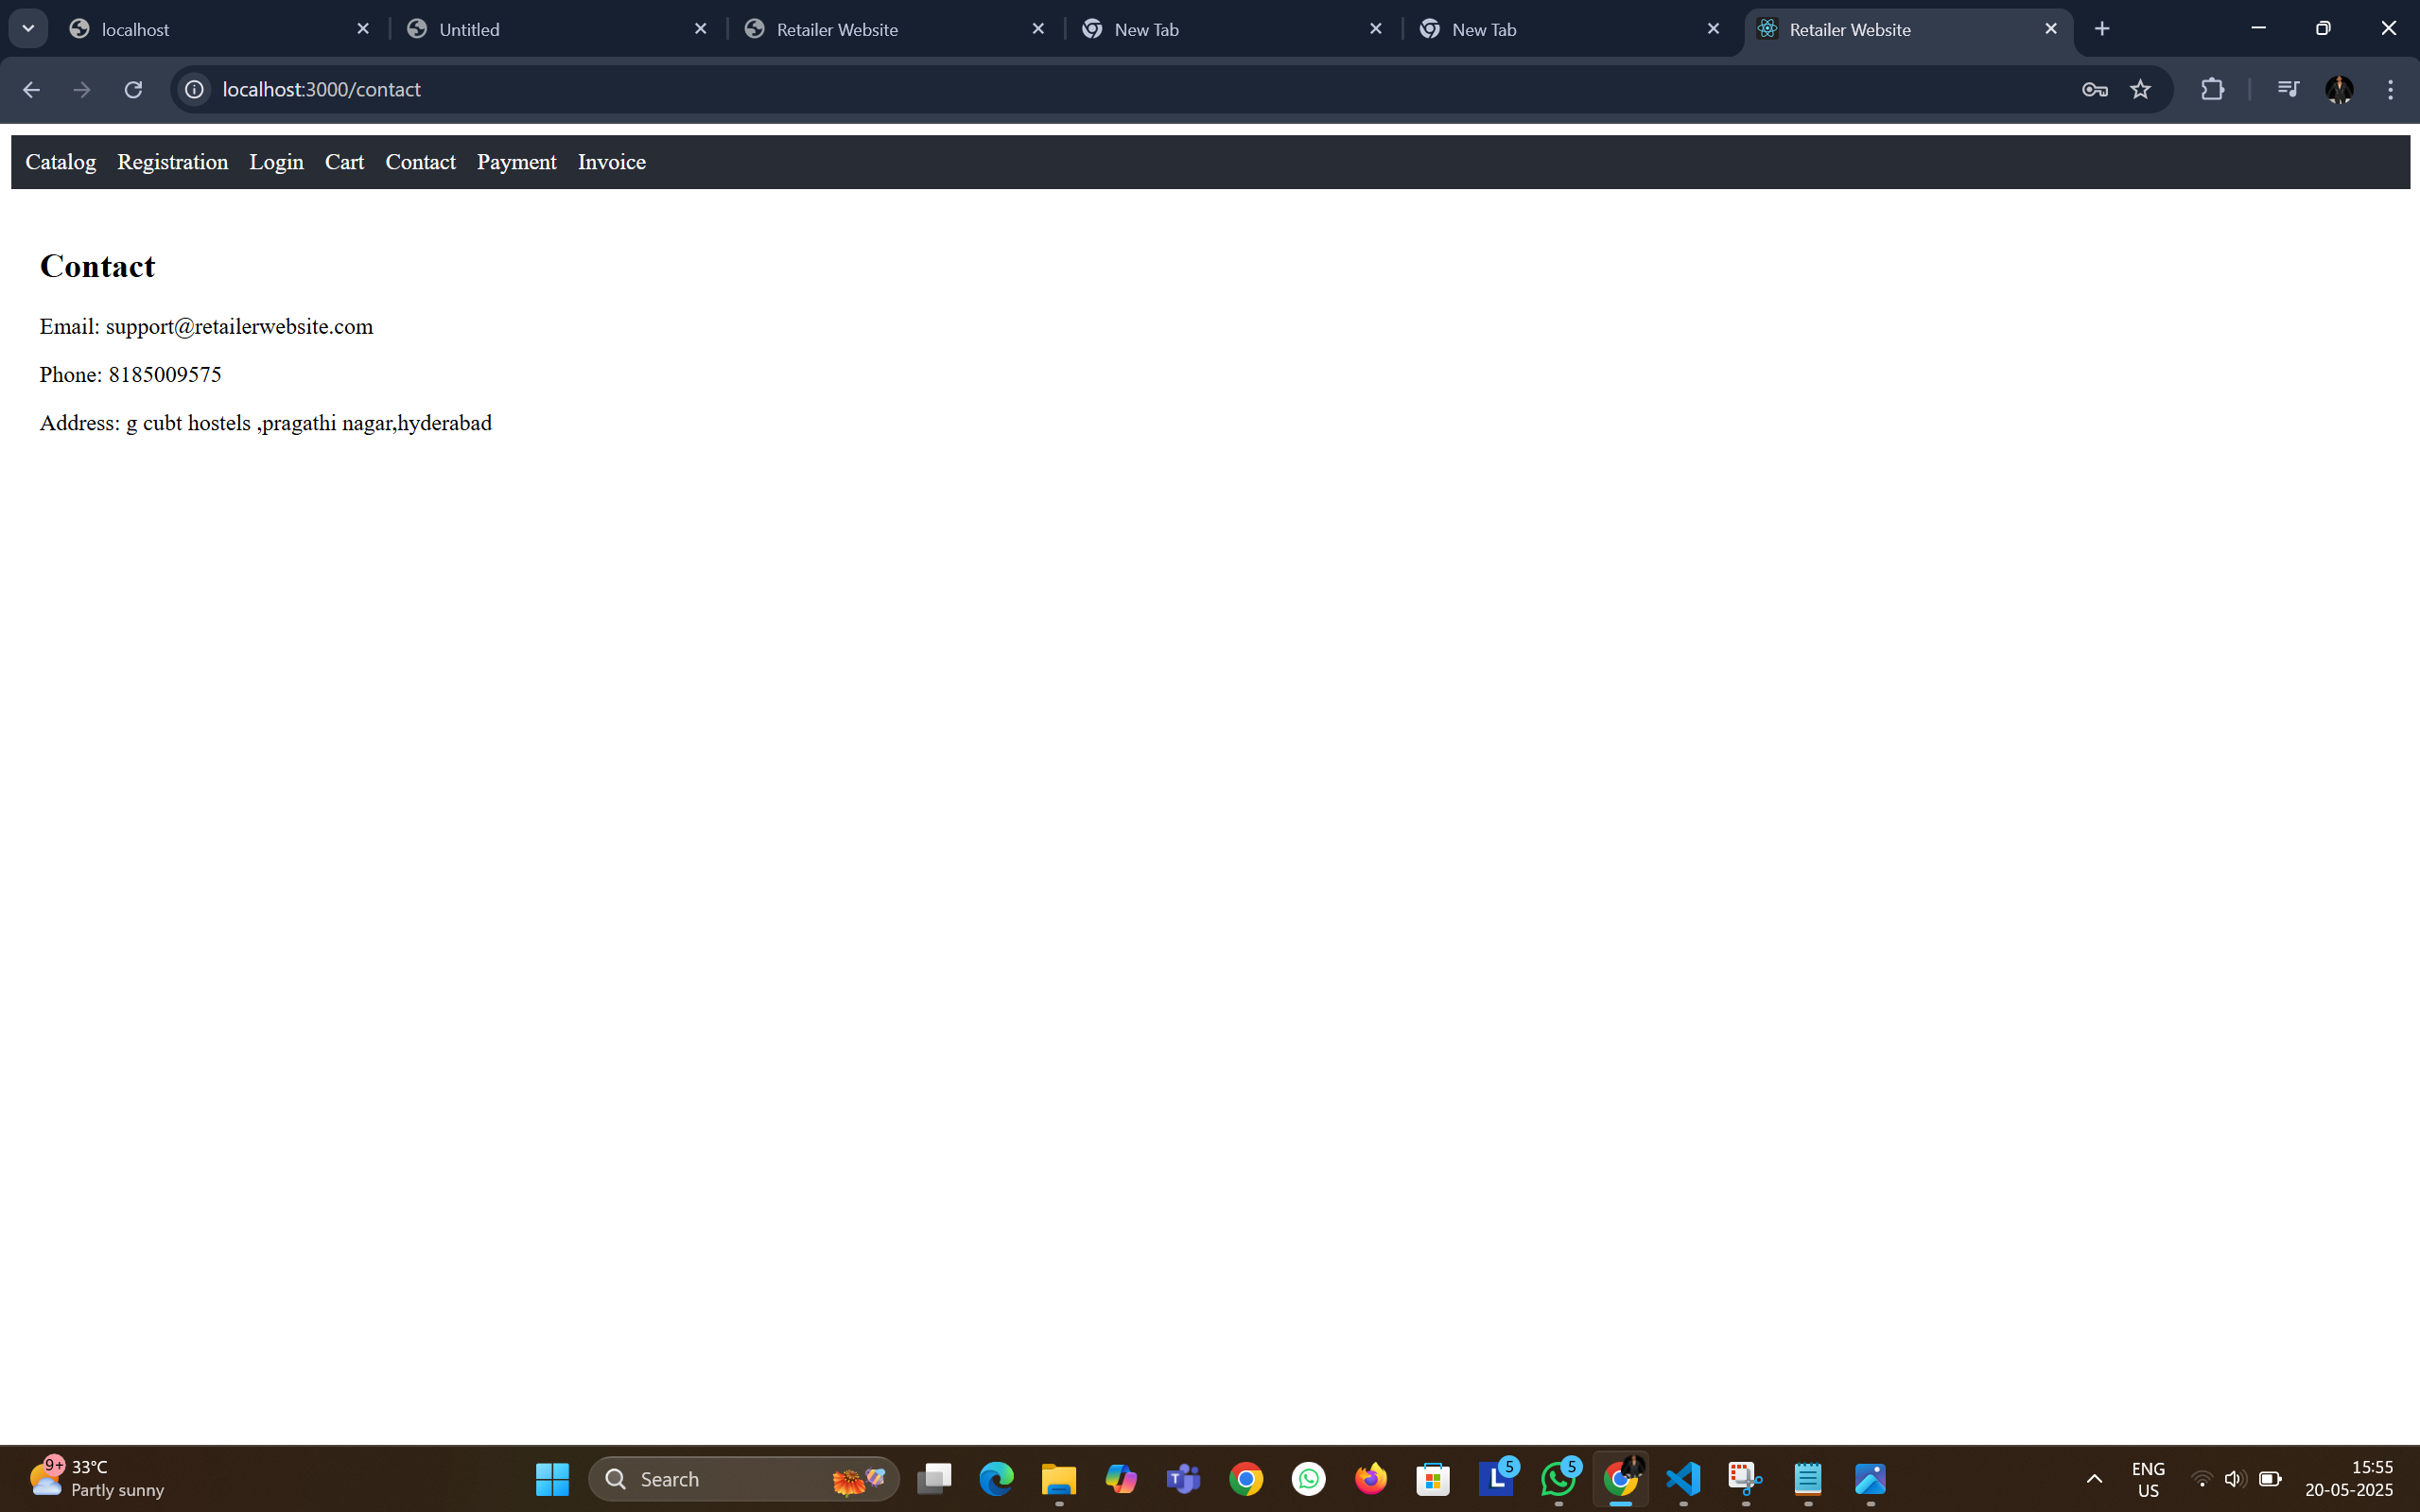 localhost
Untitled
Retailer Website
New Tab
New Tab
Retailer Website
localhost:3000/contact
Catalog Registration Login Cart Contact Payment Invoice
Contact
Email: support@retailerwebsite.com
Phone: 8185009575
Address: g cubt hostels ,pragathi nagar,hyderabad
9+
33°C
Partly sunny
Search
T
L
5
5
ENG
US
15:55
20-05-2025